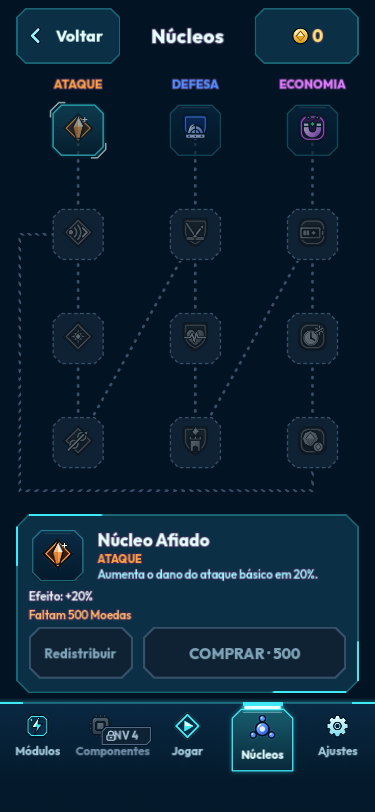 Voltar
Núcleos
0
ATAQUE
DEFESA
ECONOMIA
Núcleo Afiado
ATAQUE
Aumenta o dano do ataque básico em 20%.
Efeito: +20%
Faltam 500 Moedas
Redistribuir
COMPRAR · 500
NV 4
Módulos
Componentes
Jogar
Núcleos
Ajustes